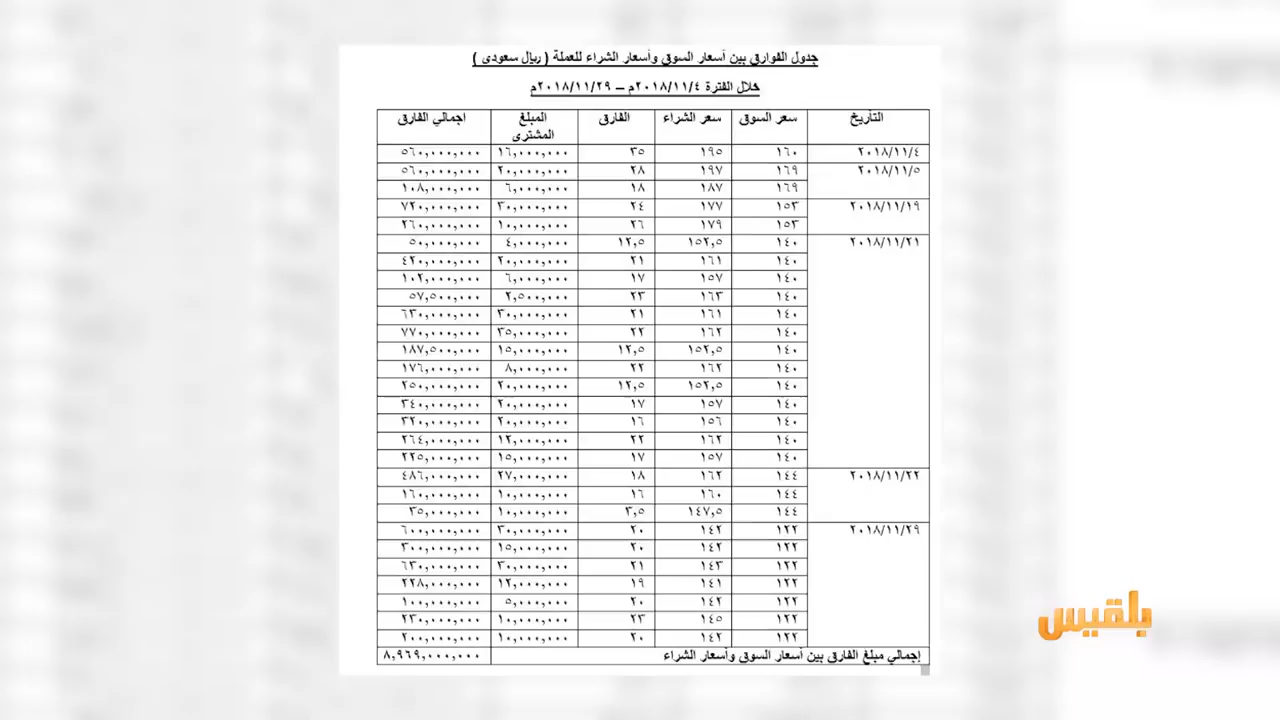 جدول الفوارق بين أسعار السوق وأسعار الشراء للعملة ( ريال سعودى )
خلال الفترة ٢٠١٨/١١/٤م – ٢٠١٨/١١/٢٩م
التأريخ سعر السوق سعر الشراء الفارق المبلغ المشترى اجمالي الفارق
٢٠١٨/١١/٤ ١٦٠ ١٩٥ ٣٥ ١٦,٠٠٠,٠٠٠ ٥٦٠,٠٠٠,٠٠٠
٢٠١٨/١١/٥ ١٦٩ ١٩٧ ٢٨ ٢٠,٠٠٠,٠٠٠ ٥٦٠,٠٠٠,٠٠٠
١٦٩ ١٨٧ ١٨ ٦,٠٠٠,٠٠٠ ١٠٨,٠٠٠,٠٠٠
٢٠١٨/١١/١٩ ١٥٣ ١٧٧ ٢٤ ٣٠,٠٠٠,٠٠٠ ٧٢٠,٠٠٠,٠٠٠
١٥٣ ١٧٩ ٢٦ ١٠,٠٠٠,٠٠٠ ٢٦٠,٠٠٠,٠٠٠
٢٠١٨/١١/٢١ ١٤٠ ١٥٢,٥ ١٢,٥ ٤,٠٠٠,٠٠٠ ٥٠,٠٠٠,٠٠٠
١٤٠ ١٦١ ٢١ ٢٠,٠٠٠,٠٠٠ ٤٢٠,٠٠٠,٠٠٠
١٤٠ ١٥٧ ١٧ ٦,٠٠٠,٠٠٠ ١٠٢,٠٠٠,٠٠٠
١٤٠ ١٦٣ ٢٣ ٢,٥٠٠,٠٠٠ ٥٧,٥٠٠,٠٠٠
١٤٠ ١٦١ ٢١ ٣٠,٠٠٠,٠٠٠ ٦٣٠,٠٠٠,٠٠٠
١٤٠ ١٦٢ ٢٢ ٣٥,٠٠٠,٠٠٠ ٧٧٠,٠٠٠,٠٠٠
١٤٠ ١٥٢,٥ ١٢,٥ ١٥,٠٠٠,٠٠٠ ١٨٧,٥٠٠,٠٠٠
١٤٠ ١٦٢ ٢٢ ٨,٠٠٠,٠٠٠ ١٧٦,٠٠٠,٠٠٠
١٤٠ ١٥٢,٥ ١٢,٥ ٢٠,٠٠٠,٠٠٠ ٢٥٠,٠٠٠,٠٠٠
١٤٠ ١٥٧ ١٧ ٢٠,٠٠٠,٠٠٠ ٣٤٠,٠٠٠,٠٠٠
١٤٠ ١٥٦ ١٦ ٢٠,٠٠٠,٠٠٠ ٣٢٠,٠٠٠,٠٠٠
١٤٠ ١٦٢ ٢٢ ١٢,٠٠٠,٠٠٠ ٢٦٤,٠٠٠,٠٠٠
١٤٠ ١٥٧ ١٧ ١٥,٠٠٠,٠٠٠ ٢٢٥,٠٠٠,٠٠٠
٢٠١٨/١١/٢٢ ١٤٤ ١٦٢ ١٨ ٢٧,٠٠٠,٠٠٠ ٤٨٦,٠٠٠,٠٠٠
١٤٤ ١٦٠ ١٦ ١٠,٠٠٠,٠٠٠ ١٦٠,٠٠٠,٠٠٠
١٤٤ ١٤٧,٥ ٣,٥ ١٠,٠٠٠,٠٠٠ ٣٥,٠٠٠,٠٠٠
٢٠١٨/١١/٢٩ ١٢٢ ١٤٢ ٢٠ ٣٠,٠٠٠,٠٠٠ ٦٠٠,٠٠٠,٠٠٠
١٢٢ ١٤٢ ٢٠ ١٥,٠٠٠,٠٠٠ ٣٠٠,٠٠٠,٠٠٠
١٢٢ ١٤٣ ٢١ ٣٠,٠٠٠,٠٠٠ ٦٣٠,٠٠٠,٠٠٠
١٢٢ ١٤١ ١٩ ١٢,٠٠٠,٠٠٠ ٢٢٨,٠٠٠,٠٠٠
١٢٢ ١٤٢ ٢٠ ٥,٠٠٠,٠٠٠ ١٠٠,٠٠٠,٠٠٠
١٢٢ ١٤٥ ٢٣ ١٠,٠٠٠,٠٠٠ ٢٣٠,٠٠٠,٠٠٠
١٢٢ ١٤٢ ٢٠ ١٠,٠٠٠,٠٠٠ ٢٠٠,٠٠٠,٠٠٠
إجمالي مبلغ الفارق بين أسعار السوق وأسعار الشراء ٨,٩٦٩,٠٠٠,٠٠٠
بلقيس